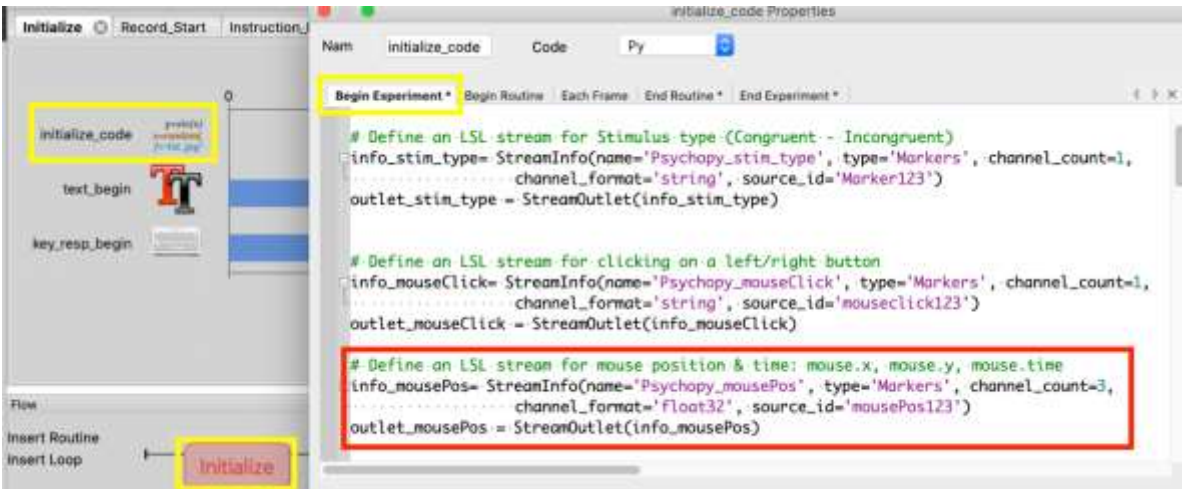 initialize_code Properties
Initialize
Record_Start
Instruction_
Nam
initialize_code
Code
Py
Begin Experiment *
Begin Routine
Each Frame
End Routine *
End Experiment *
0
initialize_code
text_begin
key_resp_begin
# Define an LSL stream for Stimulus type (Congruent - Incongruent)
info_stim_type= StreamInfo(name='Psychopy_stim_type', type='Markers', channel_count=1,
channel_format='string', source_id='Marker123')
outlet_stim_type = StreamOutlet(info_stim_type)
# Define an LSL stream for clicking on a left/right button
info_mouseClick= StreamInfo(name='Psychopy_mouseClick', type='Markers', channel_count=1,
channel_format='string', source_id='mouseclick123')
outlet_mouseClick = StreamOutlet(info_mouseClick)
# Define an LSL stream for mouse position & time: mouse.x, mouse.y, mouse.time
info_mousePos= StreamInfo(name='Psychopy_mousePos', type='Markers', channel_count=3,
channel_format='float32', source_id='mousePos123')
outlet_mousePos = StreamOutlet(info_mousePos)
Flow
Insert Routine
Insert Loop
Initialize